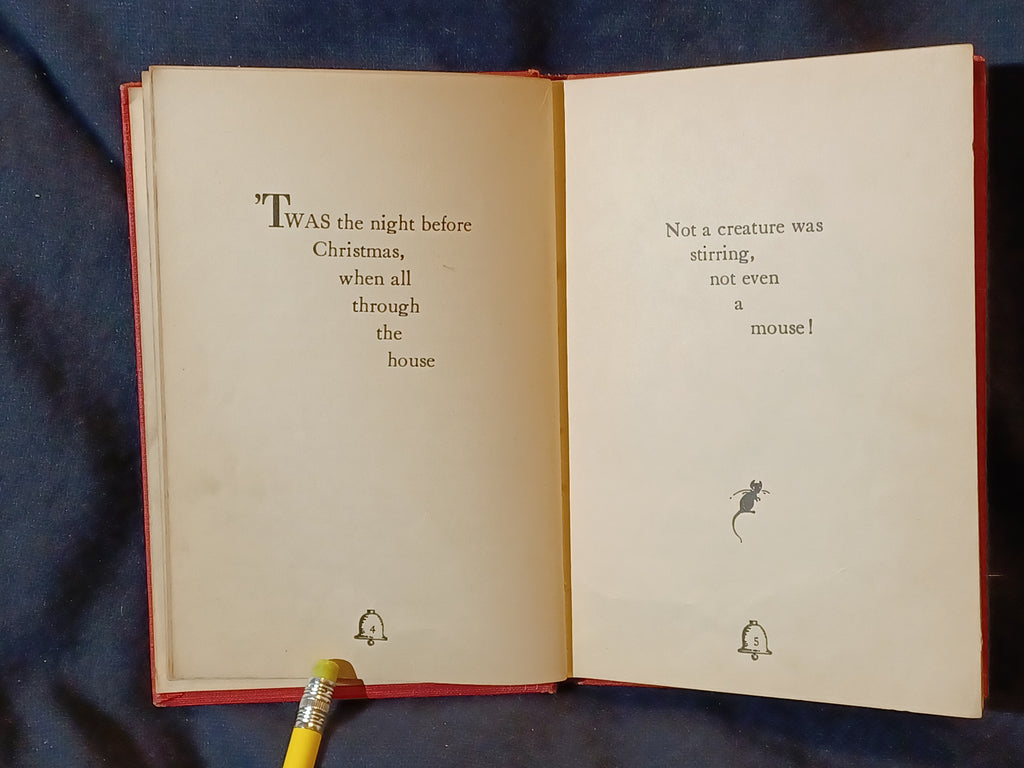 ’TWAS the night before
Christmas,
when all
through
the
house
4
Not a creature was
stirring,
not even
a
mouse!
5